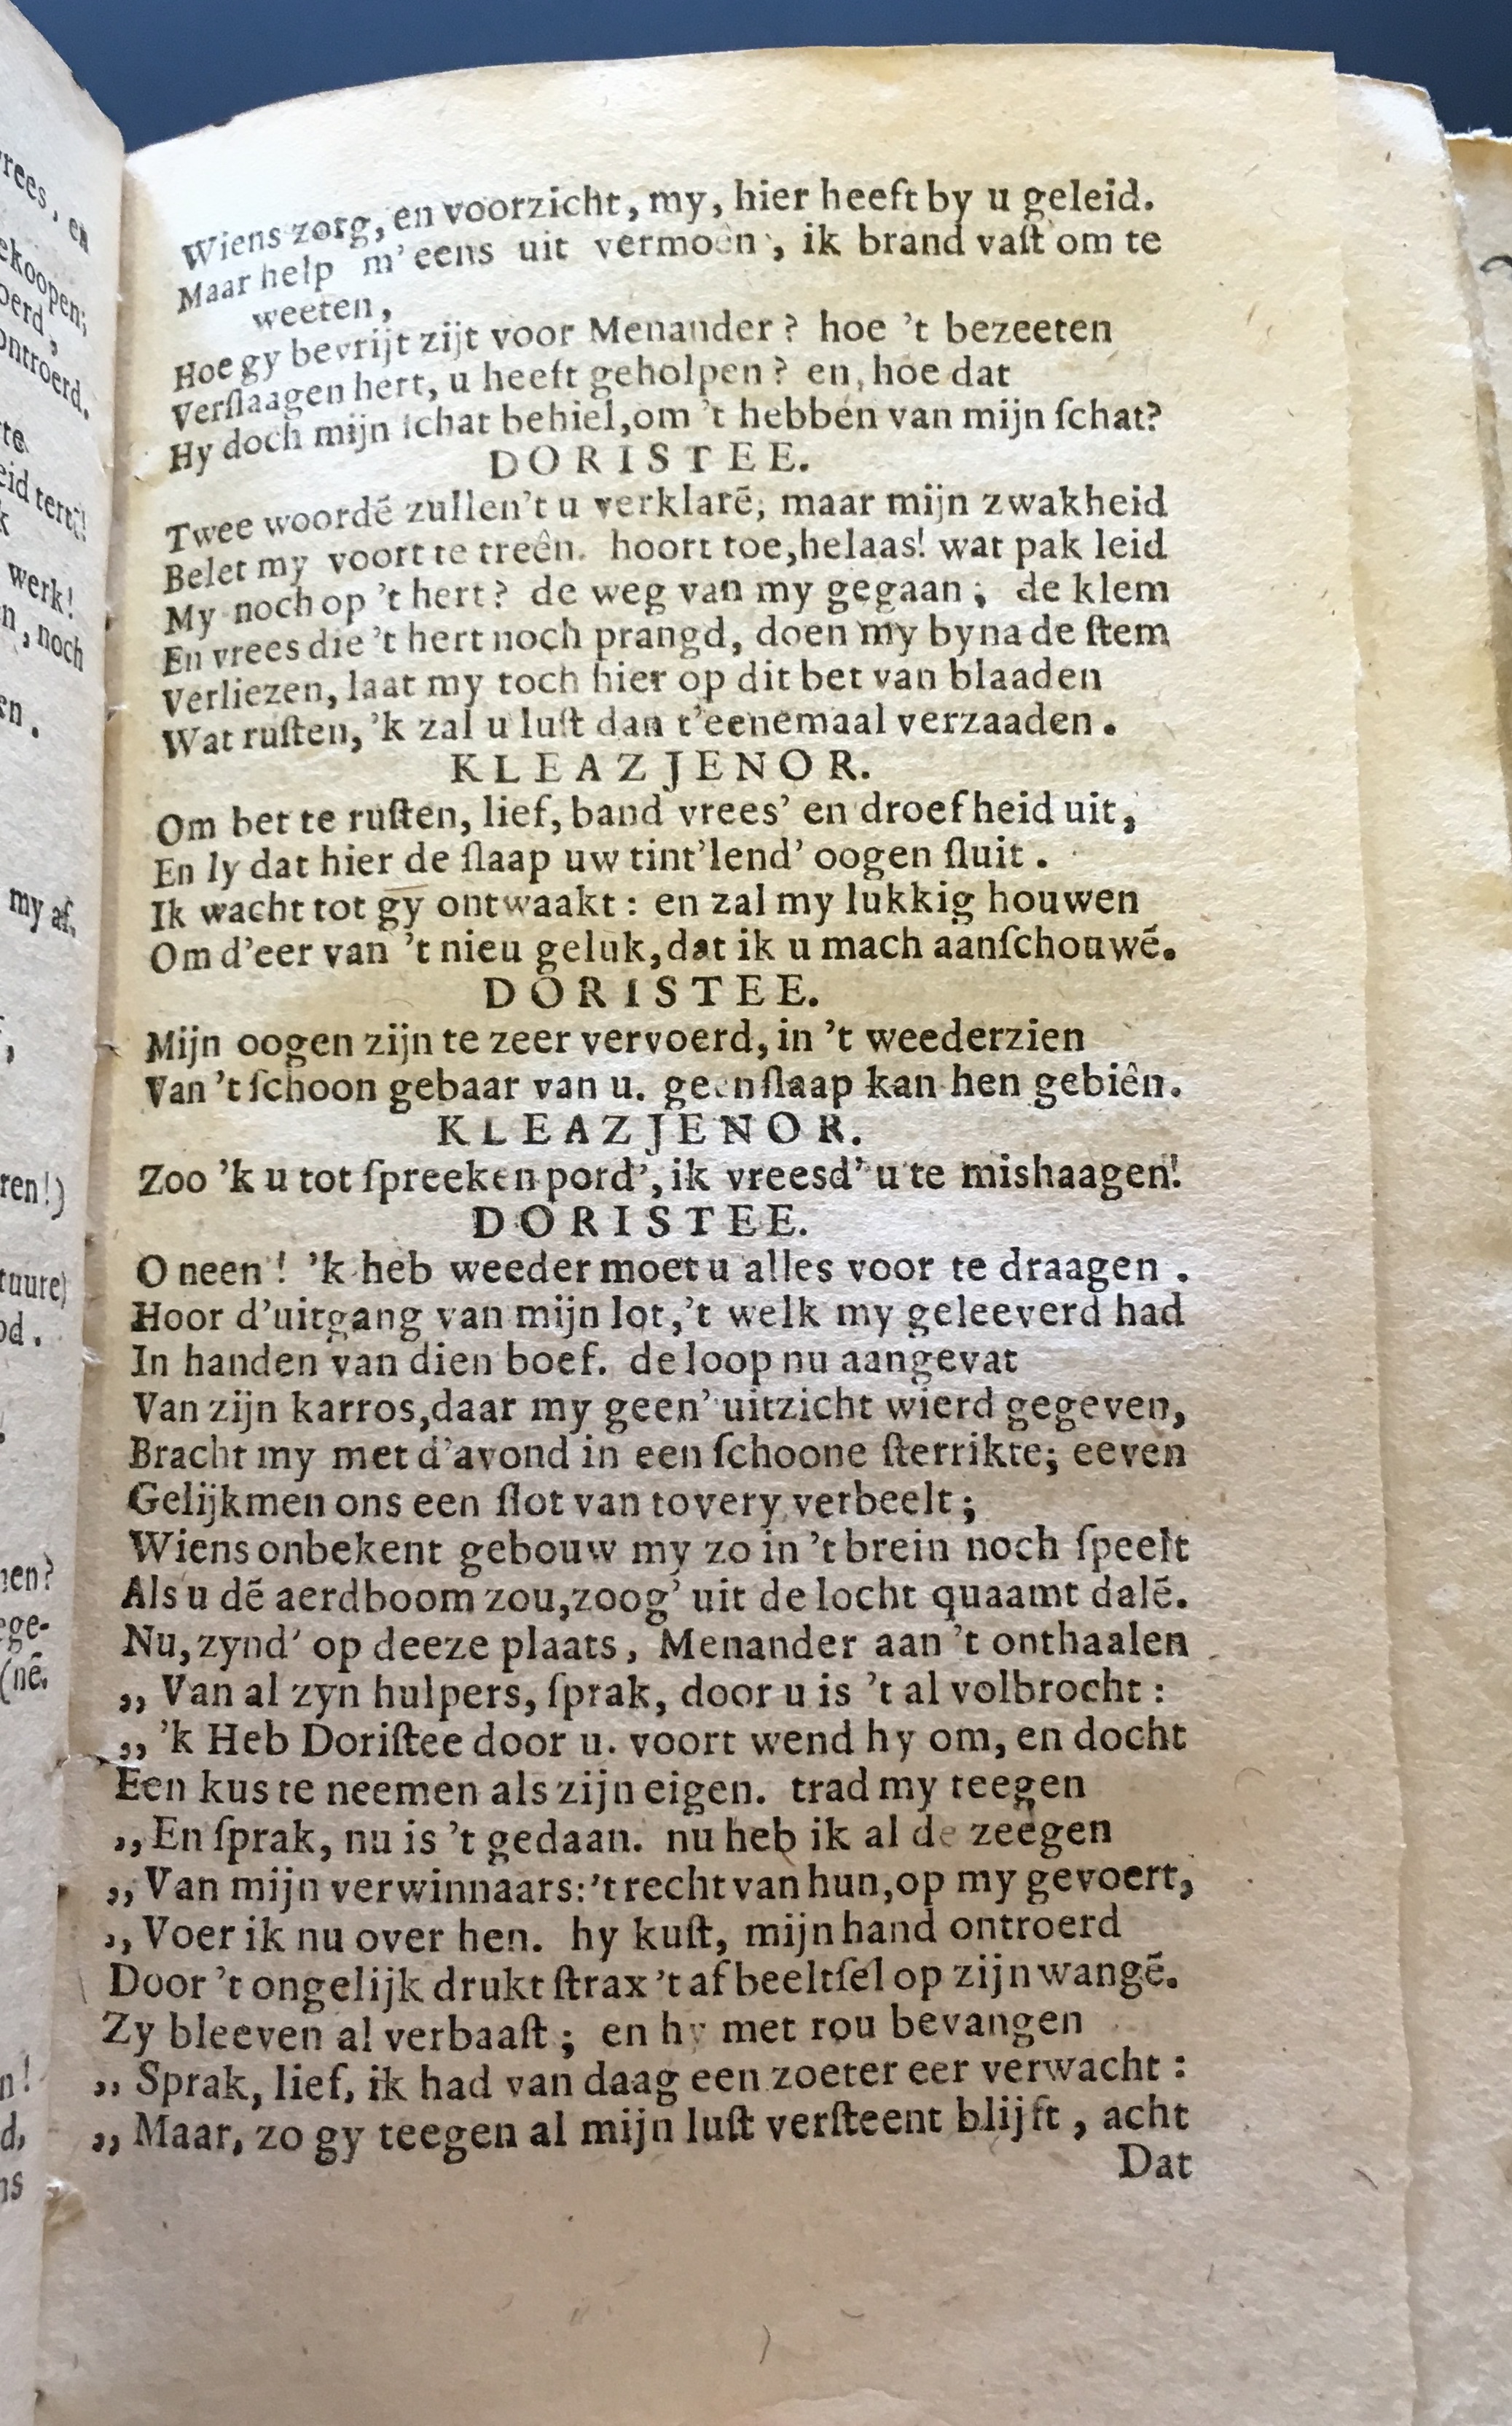 Wiens zorg, en voorzicht, my, hier heeft by u geleid.
Maar help m'eens uit vermoên, ik brand vaſt om te
weeten,
Hoe gy bevrijt zijt voor Menander? hoe 't bezeeten
Verſlaagen hert, u heeft geholpen? en, hoe dat
Hy doch mijn ſchat behiel, om 't hebben van mijn ſchat?
DORISTEE.
Twee woordē zullen't u verklarē; maar mijn zwakheid
Belet my voort te treên. hoort toe, helaas! wat pak leid
My noch op 't hert? de weg van my gegaan; de klem
En vrees die 't hert noch prangd, doen my byna de ſtem
Verliezen, laat my toch hier op dit bet van blaaden
Wat ruſten, 'k zal u luſt dan t'eenemaal verzaaden.
KLEAZJENOR.
Om bet te ruſten, lief, band vrees' en droefheid uit,
En ly dat hier de ſlaap uw tint'lend' oogen ſluit.
Ik wacht tot gy ontwaakt: en zal my lukkig houwen
Om d'eer van 't nieu geluk, dat ik u mach aanſchouwē.
DORISTEE.
Mijn oogen zijn te zeer vervoerd, in 't weederzien
Van 't ſchoon gebaar van u. geen ſlaap kan hen gebiên.
KLEAZJENOR.
Zoo 'k u tot ſpreeken pord', ik vreesd' u te mishaagen!
DORISTEE.
O neen! 'k heb weeder moet u alles voor te draagen.
Hoor d'uitgang van mijn lot, 't welk my geleeverd had
In handen van dien boef. de loop nu aangevat
Van zijn karros, daar my geen' uitzicht wierd gegeven,
Bracht my met d'avond in een ſchoone ſterrikte; eeven
Gelijkmen ons een ſlot van tovery verbeelt;
Wiens onbekent gebouw my zo in 't brein noch ſpeelt
Als u dē aerdboom zou, zoog' uit de locht quaamt dalē.
Nu, zynd' op deeze plaats, Menander aan 't onthaalen
,, Van al zyn hulpers, ſprak, door u is 't al volbrocht:
,, 'k Heb Doriſtee door u. voort wend hy om, en docht
Een kus te neemen als zijn eigen. trad my teegen
,, En ſprak, nu is 't gedaan. nu heb ik al de zeegen
,, Van mijn verwinnaars: 't recht van hun, op my gevoert,
,, Voer ik nu over hen. hy kuſt, mijn hand ontroerd
Door 't ongelijk drukt ſtrax 't afbeeltſel op zijn wangē.
Zy bleeven al verbaaſt; en hy met rou bevangen
,, Sprak, lief, ik had van daag een zoeter eer verwacht:
,, Maar, zo gy teegen al mijn luſt verſteent blijft, acht
Dat